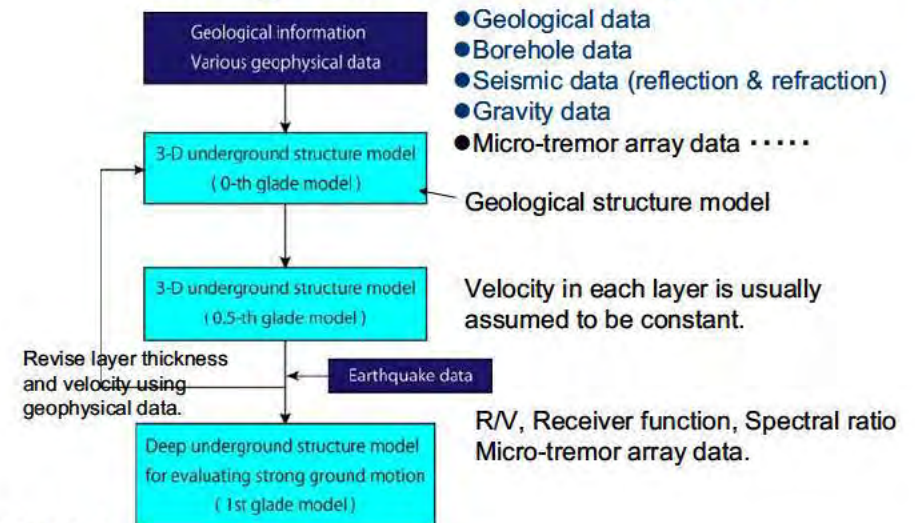 Geological information
Various geophysical data
●Geological data
●Borehole data
●Seismic data (reflection & refraction)
●Gravity data
●Micro-tremor array data ·····
3-D underground structure model
( 0-th glade model )
Geological structure model
3-D underground structure model
( 0.5-th glade model )
Velocity in each layer is usually
assumed to be constant.
Revise layer thickness
and velocity using
geophysical data.
Earthquake data
R/V, Receiver function, Spectral ratio
Micro-tremor array data.
Deep underground structure model
for evaluating strong ground motion
( 1st glade model )